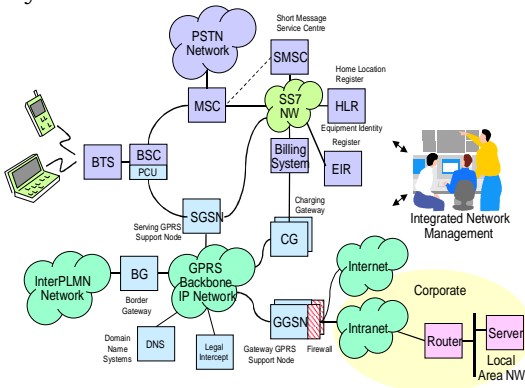 PSTN
Network
Short Message
Service Centre
SMSC
Home Location
Register
MSC
SS7
NW
HLR
Equipment Identity
Register
BTS
BSC
PCU
Billing
System
EIR
SGSN
Serving GPRS
Support Node
Charging
Gateway
CG
Integrated Network
Management
InterPLMN
Network
BG
Border
Gateway
GPRS
Backbone
IP Network
Internet
Corporate
GGSN
Intranet
Router
Server
Domain
Name
Systems
DNS
Legal
Intercept
Gateway GPRS
Support Node
Firewall
Local
Area NW